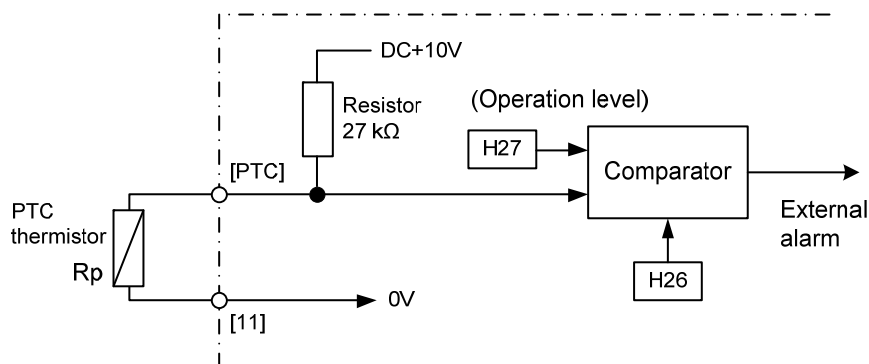 DC+10V
Resistor
27 kΩ
(Operation level)
H27
Comparator
[PTC]
PTC
thermistor
Rp
External
alarm
H26
0V
[11]